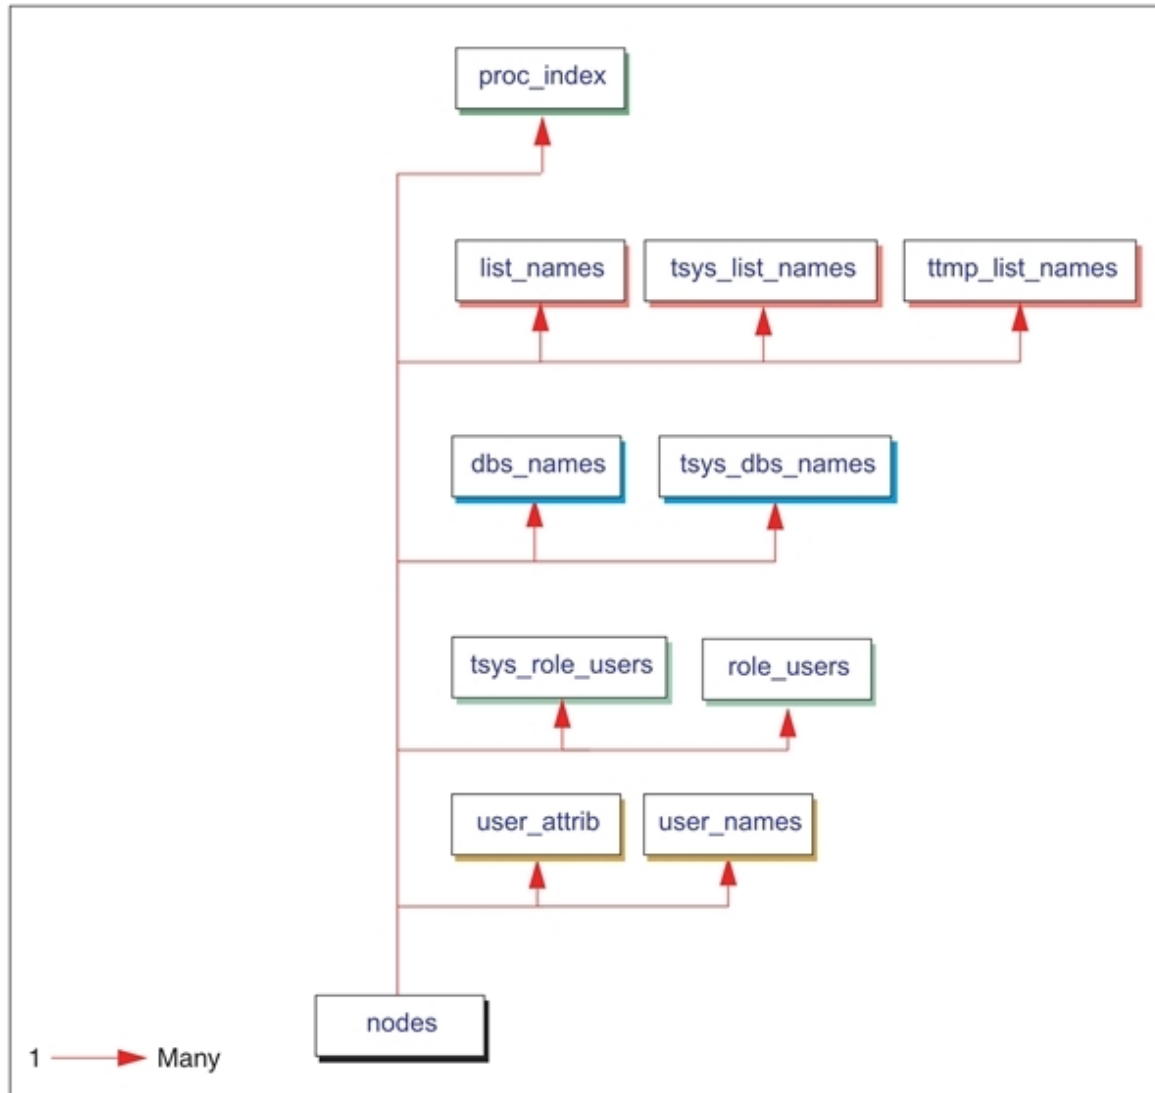 proc_index
list_names
tsys_list_names
ttmp_list_names
dbs_names
tsys_dbs_names
tsys_role_users
role_users
user_attrib
user_names
nodes
1
Many